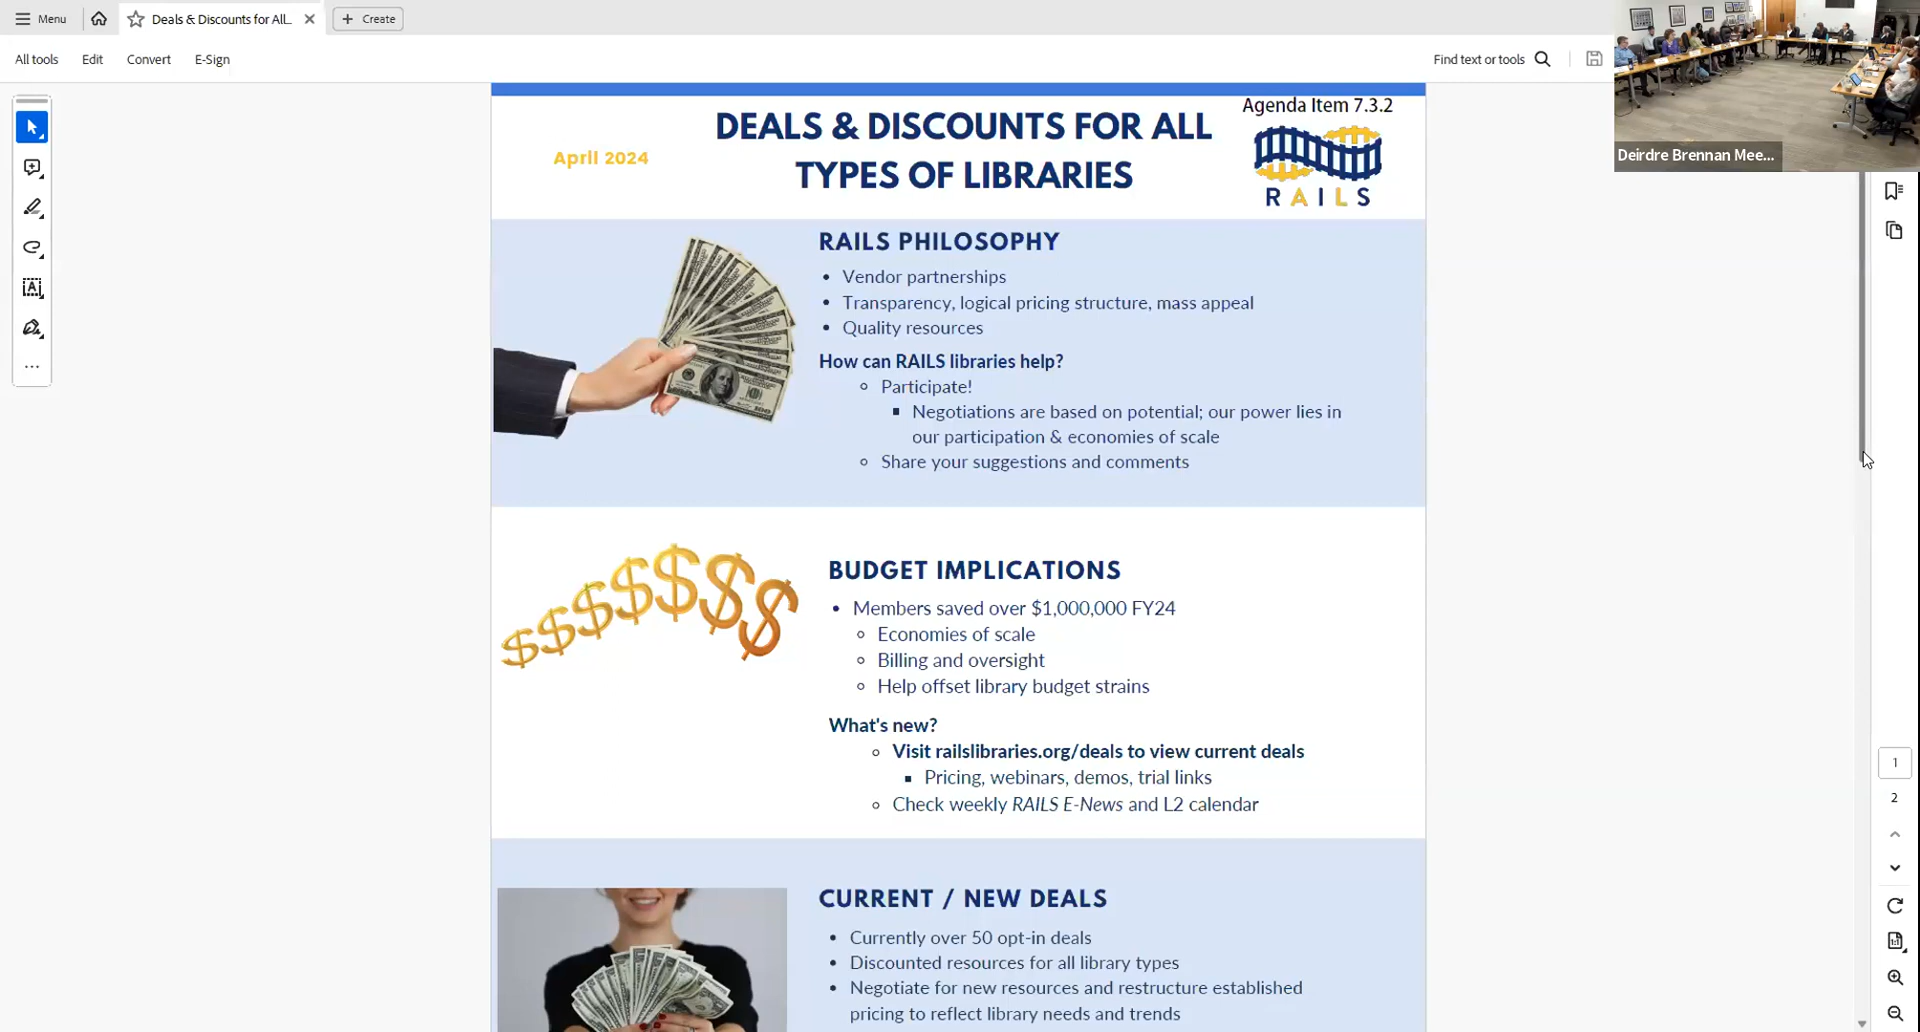 Menu
Deals & Discounts for All...
Create
All tools
Edit
Convert
E-Sign
Find text or tools
Deirdre Brennan Mee...
Agenda Item 7.3.2
April 2024
DEALS & DISCOUNTS FOR ALL
TYPES OF LIBRARIES
RAILS
RAILS PHILOSOPHY
• Vendor partnerships
• Transparency, logical pricing structure, mass appeal
• Quality resources
How can RAILS libraries help?
Participate!
Negotiations are based on potential; our power lies in
our participation & economies of scale
Share your suggestions and comments
BUDGET IMPLICATIONS
• Members saved over $1,000,000 FY24
Economies of scale
Billing and oversight
Help offset library budget strains
What's new?
Visit railslibraries.org/deals to view current deals
Pricing, webinars, demos, trial links
Check weekly RAILS E-News and L2 calendar
CURRENT / NEW DEALS
• Currently over 50 opt-in deals
• Discounted resources for all library types
• Negotiate for new resources and restructure established
pricing to reflect library needs and trends
1
2